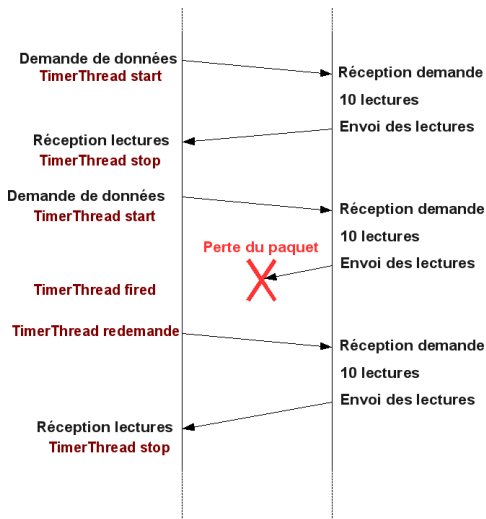 Demande de données
TimerThread start
Réception demande
10 lectures
Envoi des lectures
Réception lectures
TimerThread stop
Demande de données
TimerThread start
Réception demande
10 lectures
Perte du paquet
Envoi des lectures
TimerThread fired
TimerThread redemande
Réception demande
10 lectures
Envoi des lectures
Réception lectures
TimerThread stop